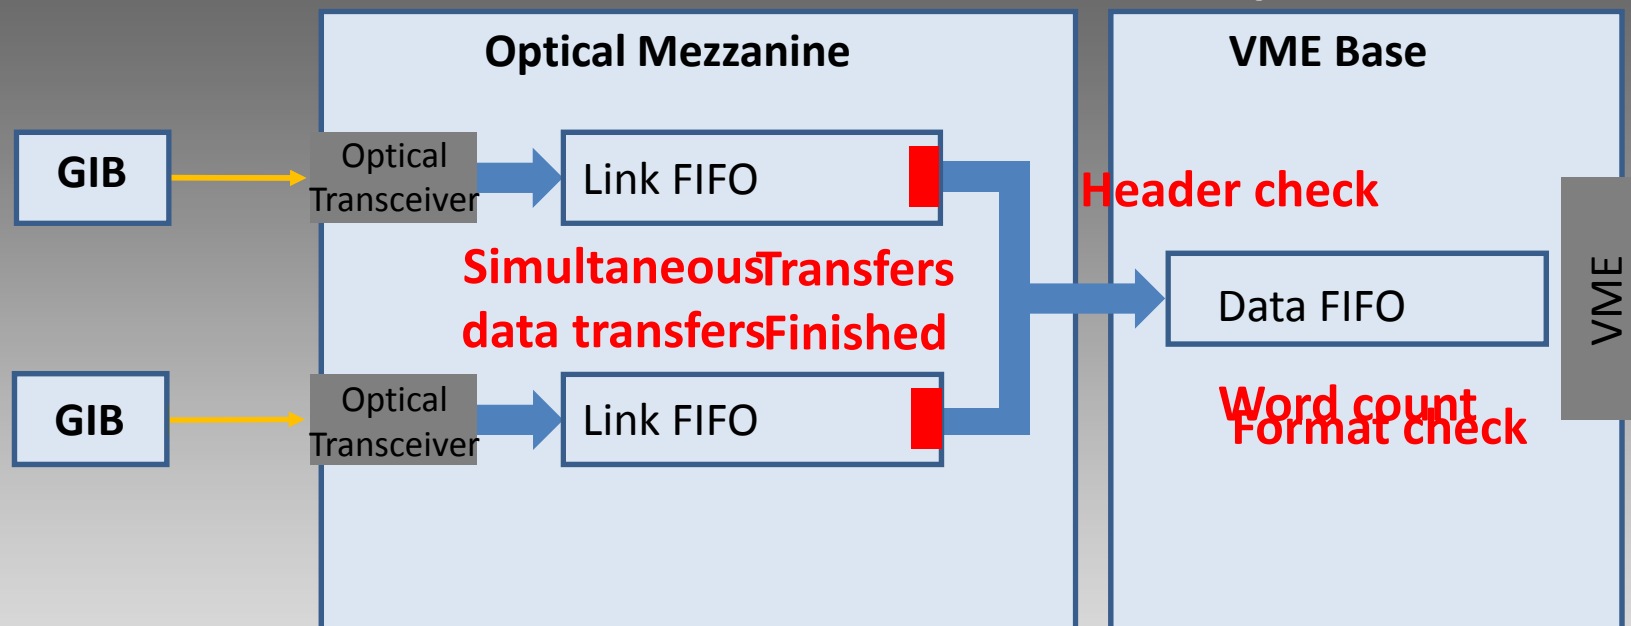 Optical Mezzanine
VME Base
GIB
Optical
Transceiver
Link FIFO
Header check
Simultaneous
data transfers
Transfers
Finished
Data FIFO
VME
GIB
Optical
Transceiver
Link FIFO
Word count
Format check